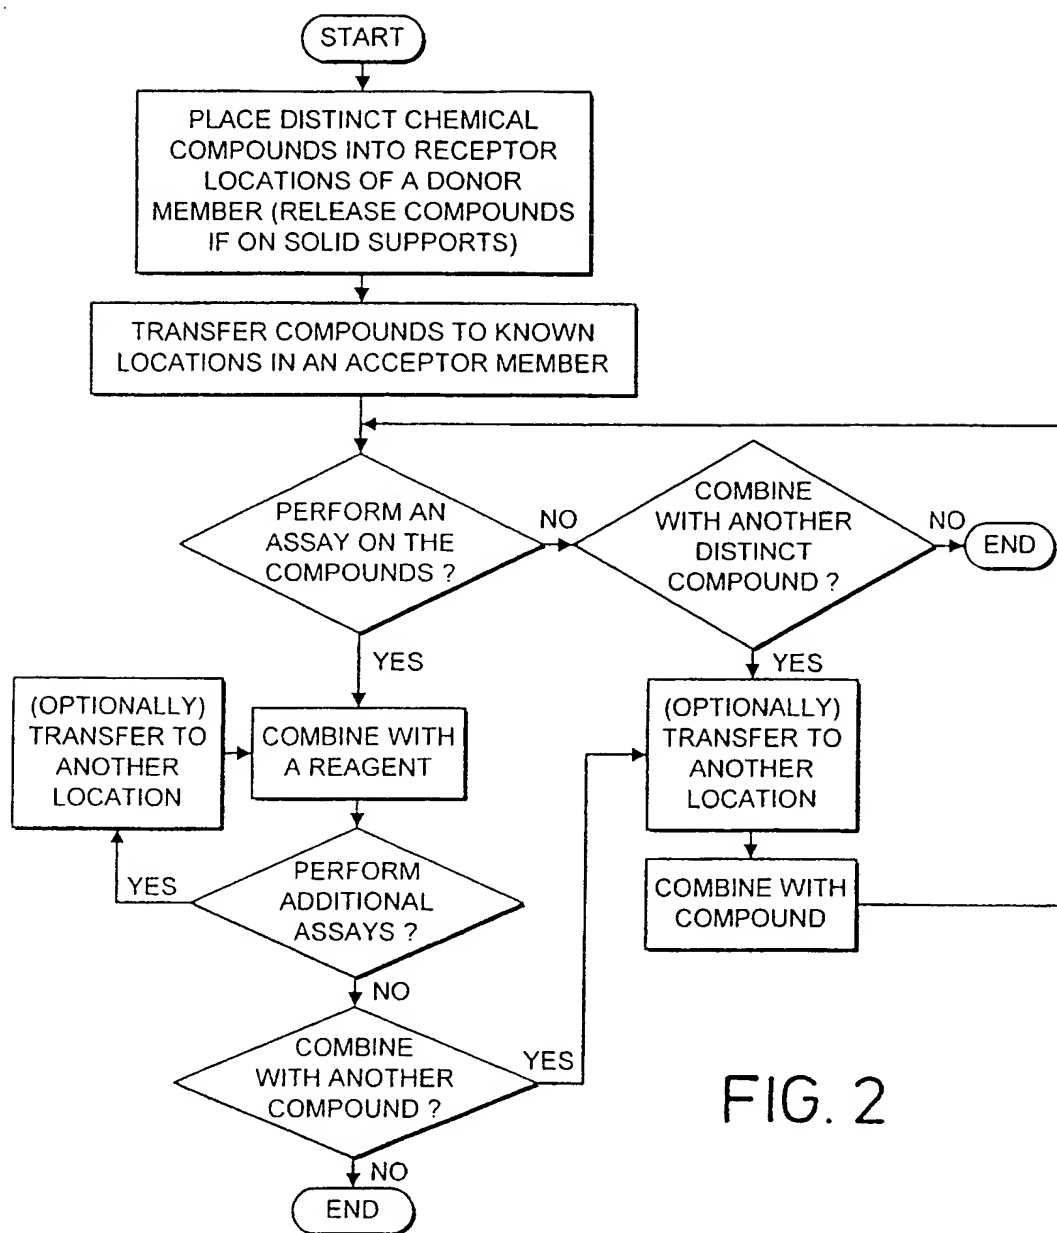 START
PLACE DISTINCT CHEMICAL
COMPOUNDS INTO RECEPTOR
LOCATIONS OF A DONOR
MEMBER (RELEASE COMPOUNDS
IF ON SOLID SUPPORTS)
TRANSFER COMPOUNDS TO KNOWN
LOCATIONS IN AN ACCEPTOR MEMBER
PERFORM AN
ASSAY ON THE
COMPOUNDS ?
NO
COMBINE
WITH ANOTHER
DISTINCT
COMPOUND ?
NO
END
YES
YES
(OPTIONALLY)
TRANSFER TO
ANOTHER
LOCATION
COMBINE WITH
A REAGENT
(OPTIONALLY)
TRANSFER TO
ANOTHER
LOCATION
YES
PERFORM
ADDITIONAL
ASSAYS ?
COMBINE WITH
COMPOUND
NO
COMBINE
WITH ANOTHER
COMPOUND ?
YES
NO
END
FIG. 2